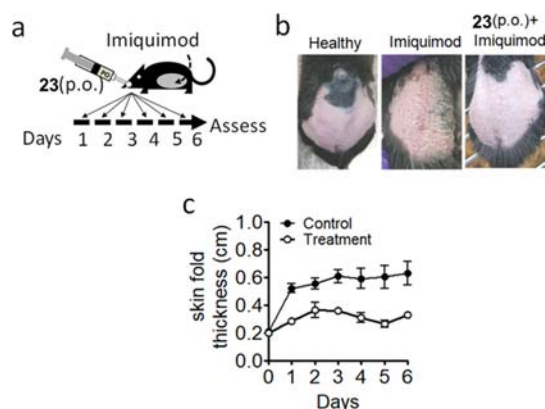 a
Imiquimod
PO
23(p.o.)
Assess
Days 1 2 3 4 5 6
b
Healthy
Imiquimod
23(p.o.)+
Imiquimod
c
Control
Treatment
skin fold
thickness (cm)
1.0
0.8
0.6
0.4
0.2
0.0
0 1 2 3 4 5 6
Days